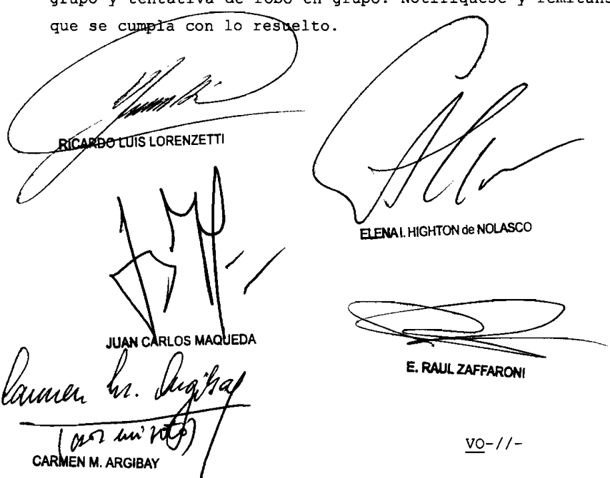 grupo y tentativa de robo en grupo. Notifíquese y remítans
que se cumpla con lo resuelto.
RICARDO LUIS LORENZETTI
ELENA I. HIGHTON de NOLASCO
JUAN CARLOS MAQUEDA
E. RAUL ZAFFARONI
Carmen M. Argibay
(por mi voto)
CARMEN M. ARGIBAY
VO-//-